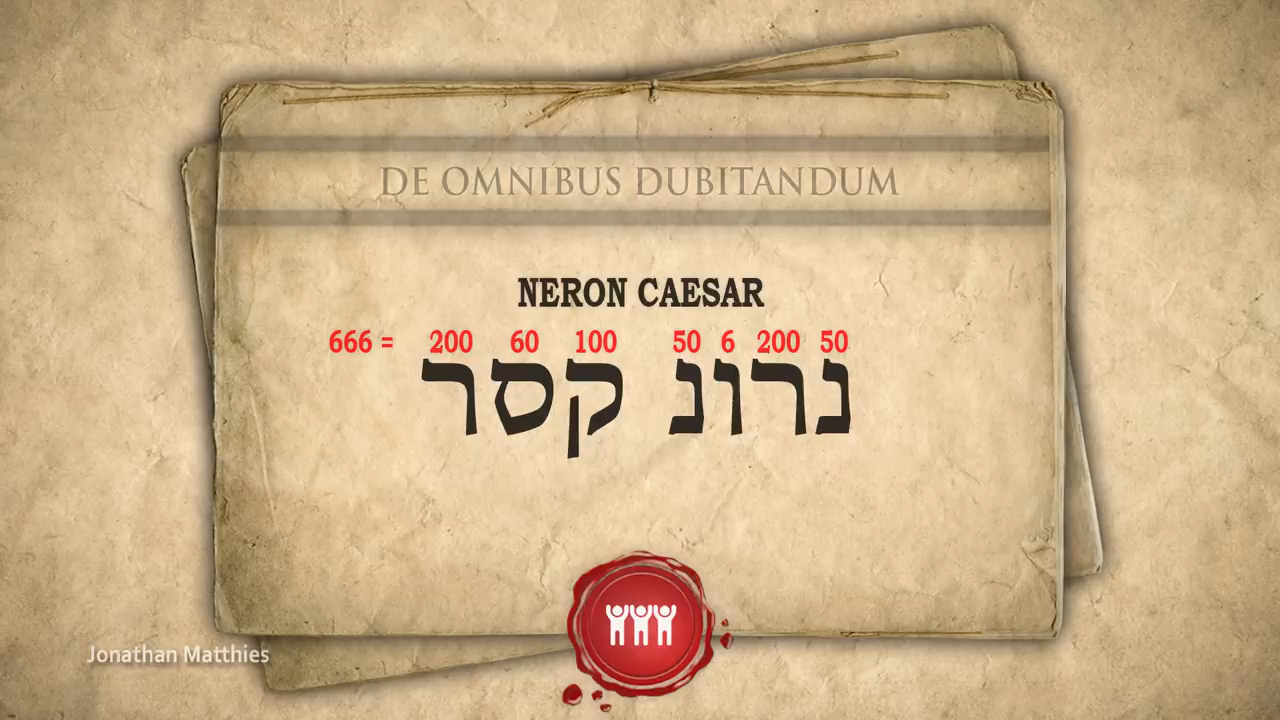 DE OMNIBUS DUBITANDUM
NERON CAESAR
666 = 200 60 100 50 6 200 50
נרונ קסר
Jonathan Matthies